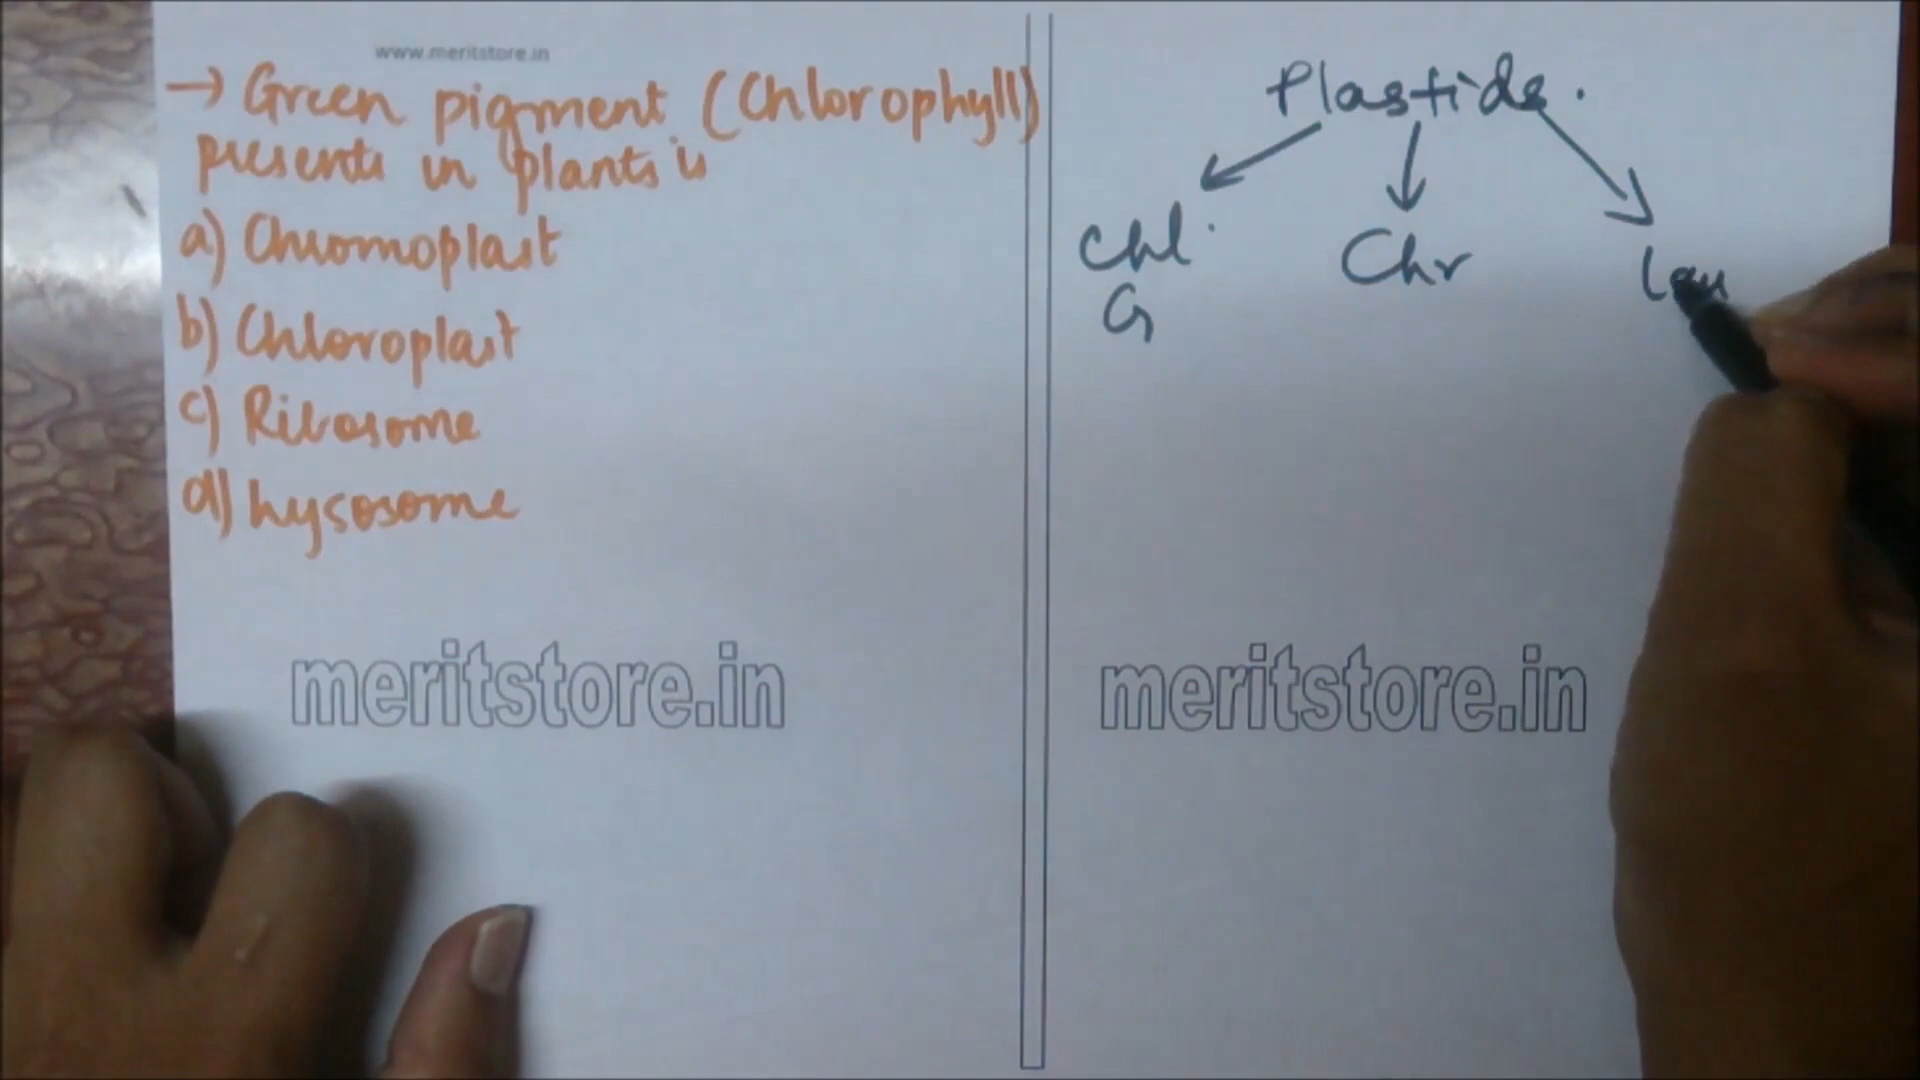 www.meritstore.in
→ Green pigment (Chlorophyll)
presents in plants is
a) Chromoplast
b) Chloroplast
c) Ribosome
d) Lysosome
meritstore.in
Plastids.
Chl.
Chr
G
meritstore.in